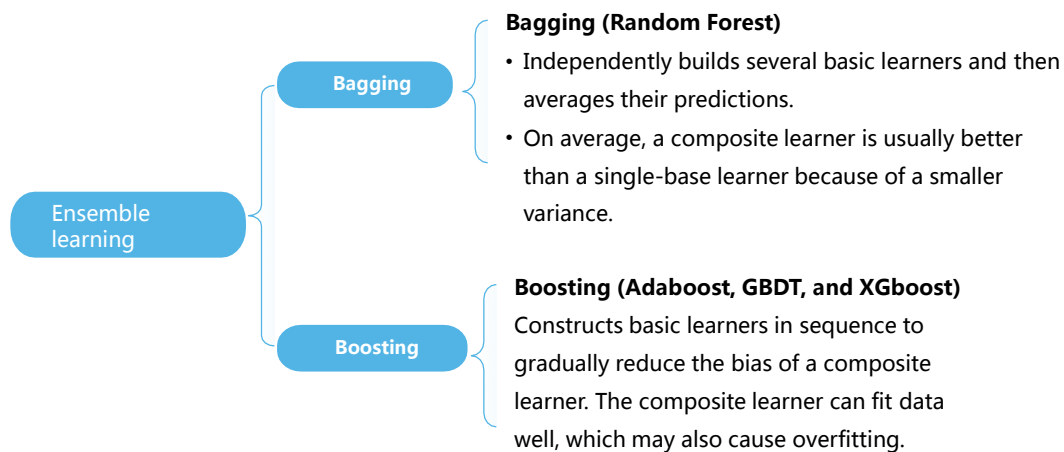 Ensemble
learning
Bagging
Bagging (Random Forest)
• Independently builds several basic learners and then
averages their predictions.
• On average, a composite learner is usually better
than a single-base learner because of a smaller
variance.
Boosting
Boosting (Adaboost, GBDT, and XGboost)
Constructs basic learners in sequence to
gradually reduce the bias of a composite
learner. The composite learner can fit data
well, which may also cause overfitting.